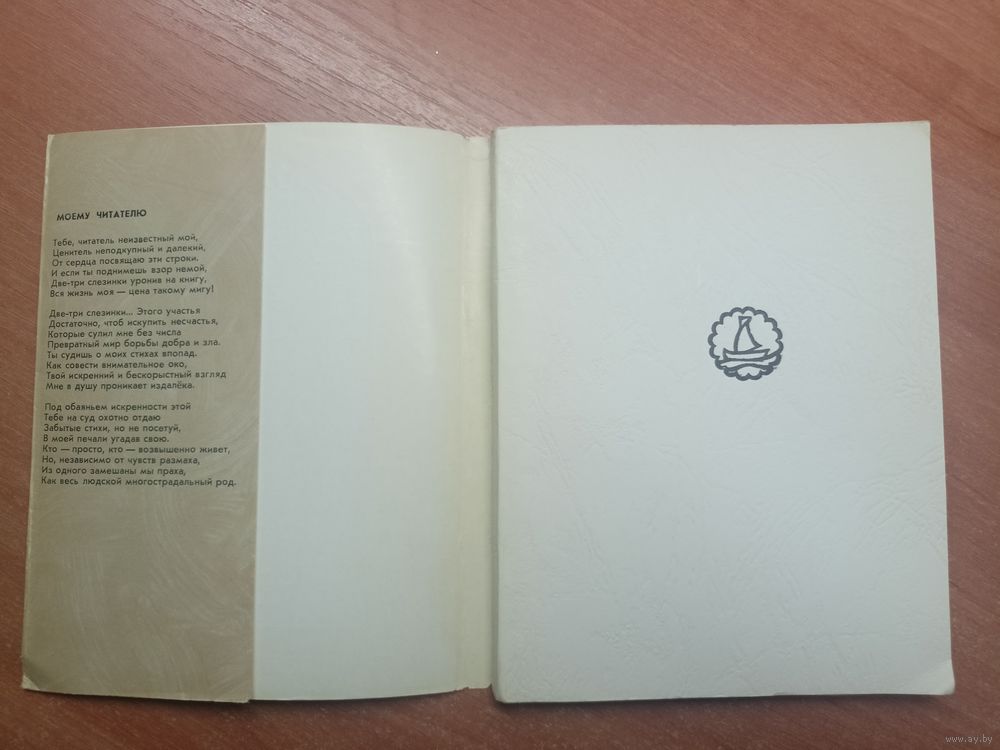 МОЕМУ ЧИТАТЕЛЮ
Тебе, читатель неизвестный мой,
Ценитель неподкупный и далекий,
От сердца посвящаю эти строки.
И если ты поднимешь взор немой,
Две-три слезинки уронив на книгу,
Вся жизнь моя — цена такому мигу!
Две-три слезинки... Этого участья
Достаточно, чтоб искупить несчастья,
Которые сулил мне без числа
Превратный мир борьбы добра и зла.
Ты судишь о моих стихах впопад.
Как совести внимательное око,
Твой искренний и бескорыстный взгляд
Мне в душу проникает издалёка.
Под обаяньем искренности этой
Тебе на суд охотно отдаю
Забытые стихи, но не посетуй,
В моей печали угадав свою.
Кто — просто, кто — возвышенно живет,
Но, независимо от чувств размаха,
Из одного замешаны мы праха,
Как весь людской многострадальный род.
www.ay.by